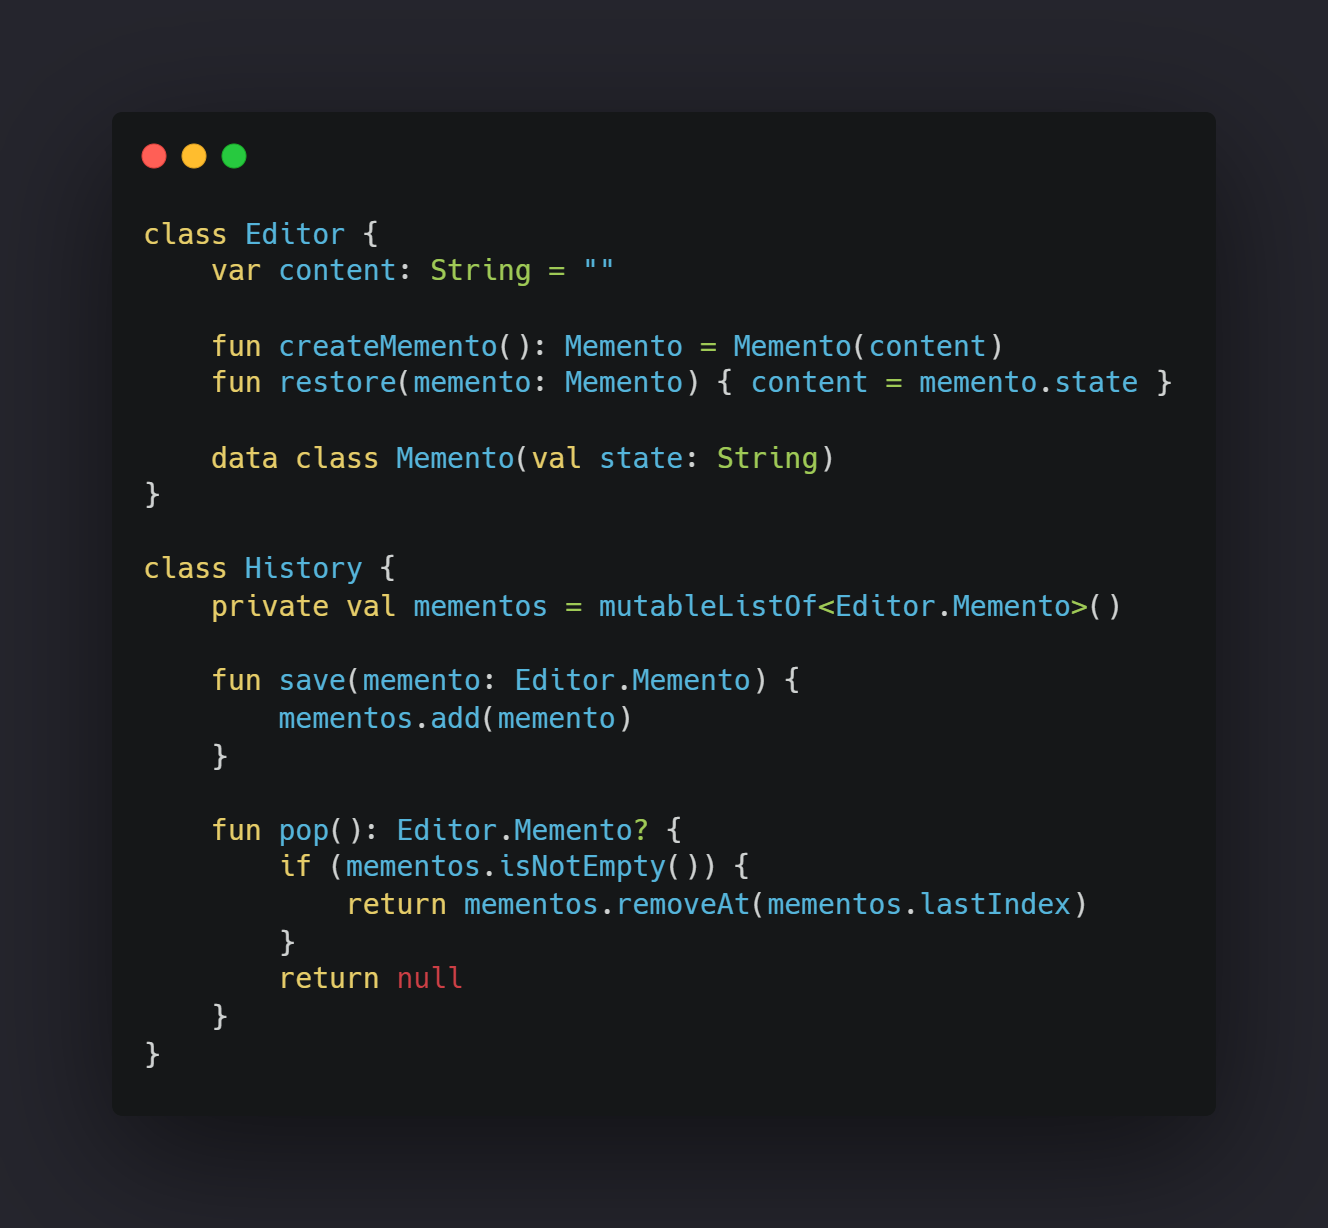 class Editor {
    var content: String = ""

    fun createMemento(): Memento = Memento(content)
    fun restore(memento: Memento) { content = memento.state }

    data class Memento(val state: String)
}

class History {
    private val mementos = mutableListOf<Editor.Memento>()

    fun save(memento: Editor.Memento) {
        mementos.add(memento)
    }

    fun pop(): Editor.Memento? {
        if (mementos.isNotEmpty()) {
            return mementos.removeAt(mementos.lastIndex)
        }
        return null
    }
}